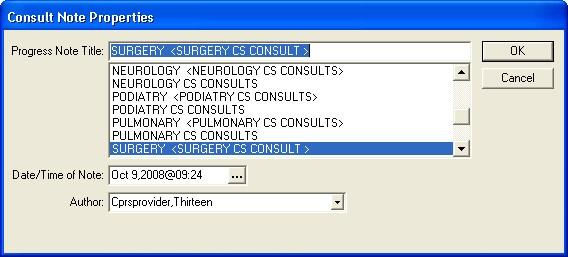 Consult Note Properties
Progress Note Title: SURGERY <SURGERY CS CONSULT > OK
Cancel
NEUROLOGY <NEUROLOGY CS CONSULTS>
NEUROLOGY CS CONSULTS
PODIATRY <PODIATRY CS CONSULTS>
PODIATRY CS CONSULTS
PULMONARY <PULMONARY CS CONSULTS>
PULMONARY CS CONSULTS
SURGERY <SURGERY CS CONSULT >
Date/Time of Note: Oct 9,2008@09:24 ...
Author: Cprsprovider,Thirteen